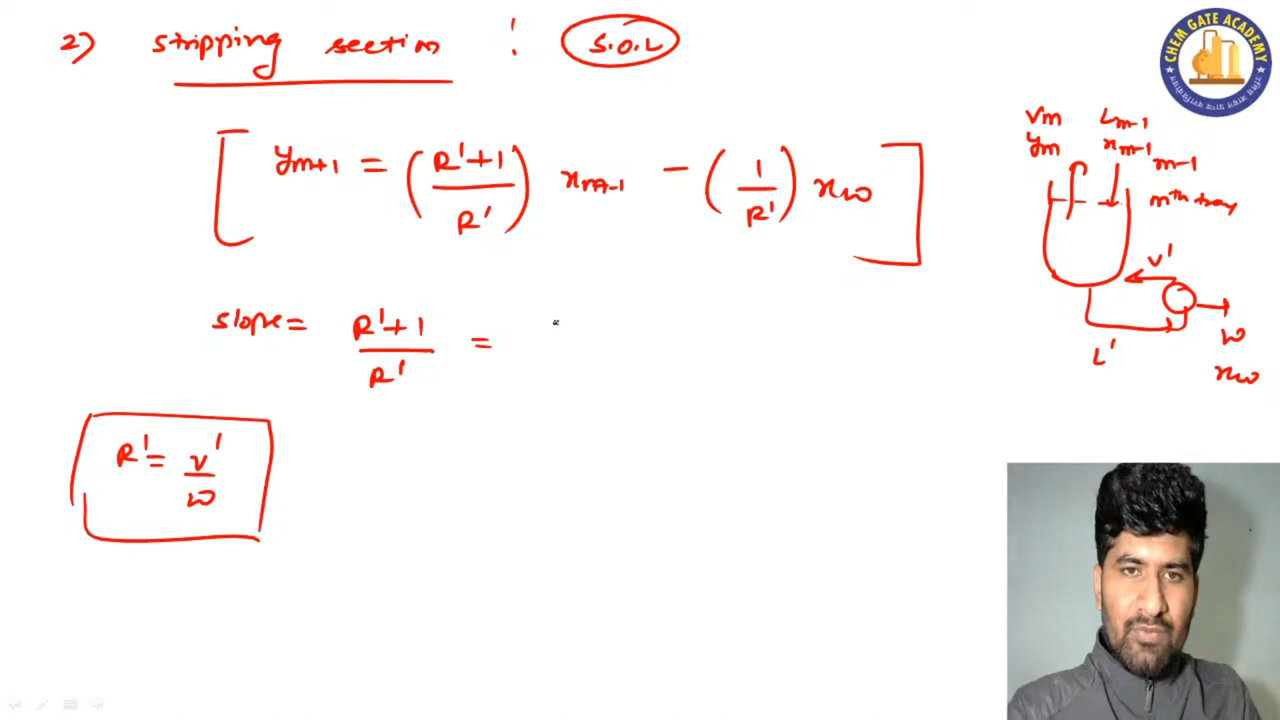 2) stripping section : S.O.L
CHEM GATE ACADEMY
Vm Lm-1
ym xm-1
m-1
mth tray
ym+1 = (R'+1 / R') xm-1 - (1 / R') xw
V'
W
L'
xw
slope = R'+1 / R' =
R' = V' / W